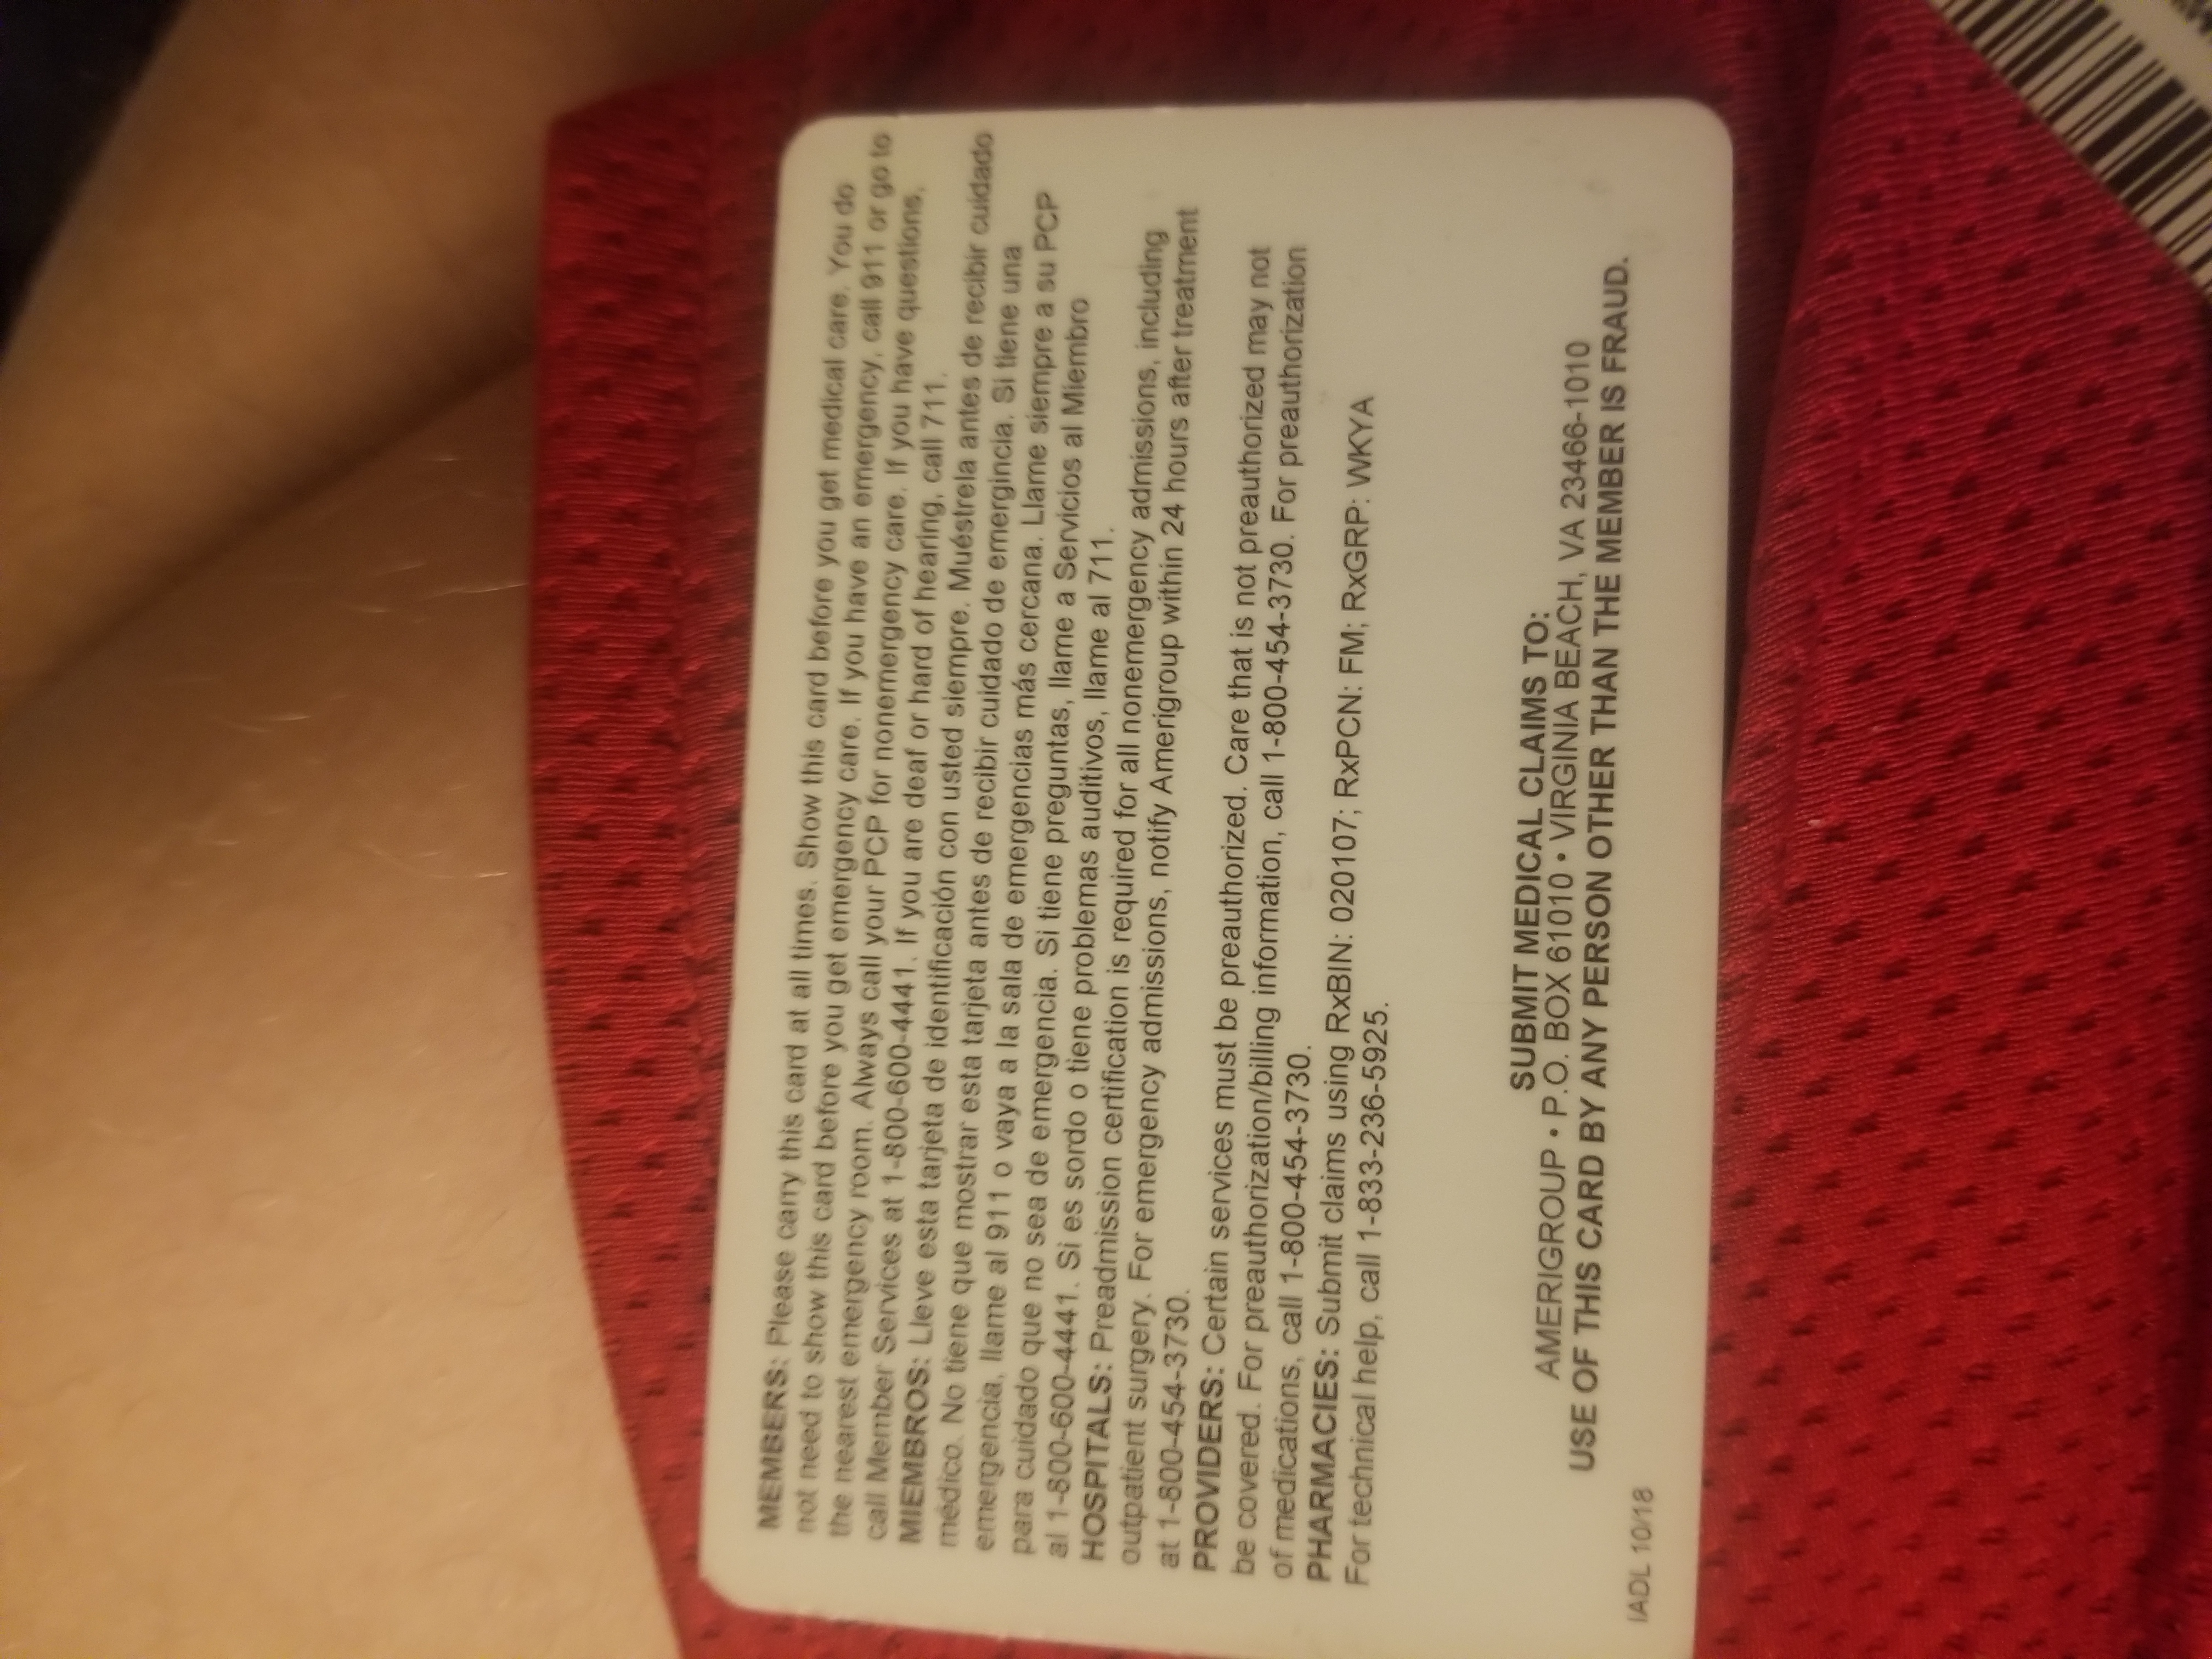 MEMBERS: Please carry this card at all times. Show this card before you get medical care. You do
not need to show this card before you get emergency care. If you have an emergency, call 911 or go to
the nearest emergency room. Always call your PCP for nonemergency care. If you have questions,
call Member Services at 1-800-600-4441. If you are deaf or hard of hearing, call 711.
MIEMBROS: Lleve esta tarjeta de identificación con usted siempre. Muéstrela antes de recibir cuidado
médico. No tiene que mostrar esta tarjeta antes de recibir cuidado de emergincia. Si tiene una
emergencia, llame al 911 o vaya a la sala de emergencias más cercana. Llame siempre a su PCP
para cuidado que no sea de emergencia. Si tiene preguntas, llame a Servicios al Miembro
al 1-800-600-4441. Si es sordo o tiene problemas auditivos, llame al 711.
HOSPITALS: Preadmission certification is required for all nonemergency admissions, including
outpatient surgery. For emergency admissions, notify Amerigroup within 24 hours after treatment
at 1-800-454-3730.
PROVIDERS: Certain services must be preauthorized. Care that is not preauthorized may not
be covered. For preauthorization/billing information, call 1-800-454-3730. For preauthorization
of medications, call 1-800-454-3730.
PHARMACIES: Submit claims using RxBIN: 020107; RxPCN: FM; RxGRP: WKYA
For technical help, call 1-833-236-5925.
SUBMIT MEDICAL CLAIMS TO:
AMERIGROUP • P.O. BOX 61010 • VIRGINIA BEACH, VA 23466-1010
USE OF THIS CARD BY ANY PERSON OTHER THAN THE MEMBER IS FRAUD.
IADL 10/18